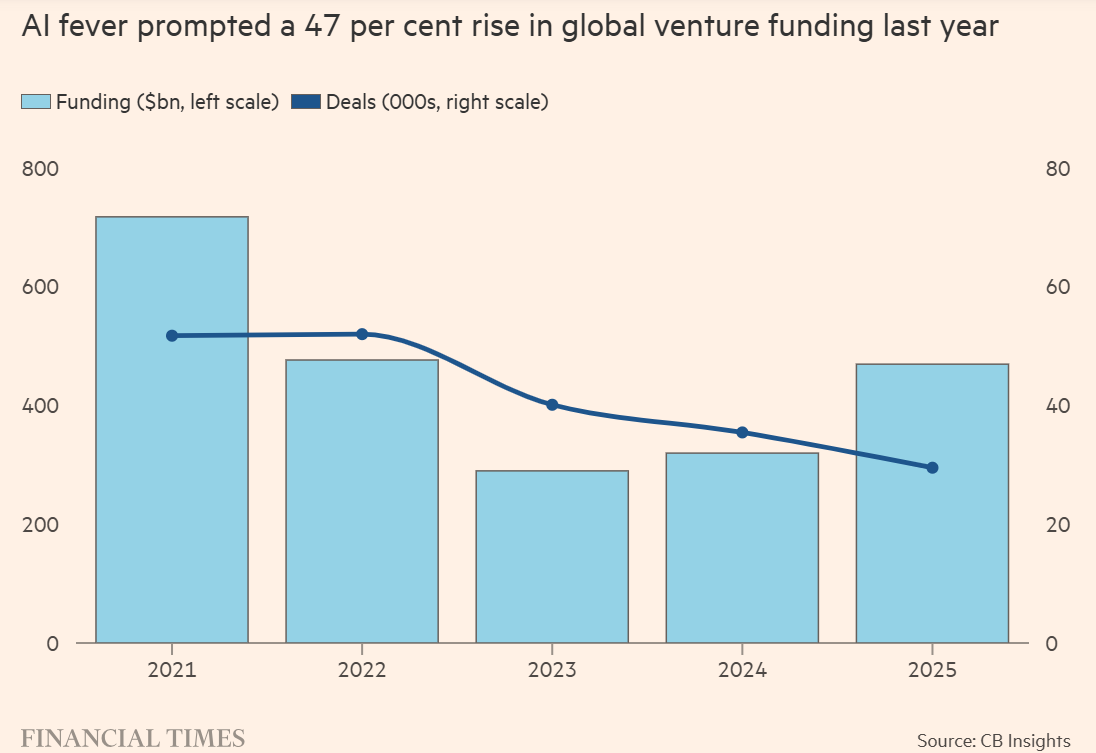 AI fever prompted a 47 per cent rise in global venture funding last year
Funding ($bn, left scale) Deals (000s, right scale)
800 80
600 60
400 40
200 20
0 0
2021 2022 2023 2024 2025
FINANCIAL TIMES Source: CB Insights